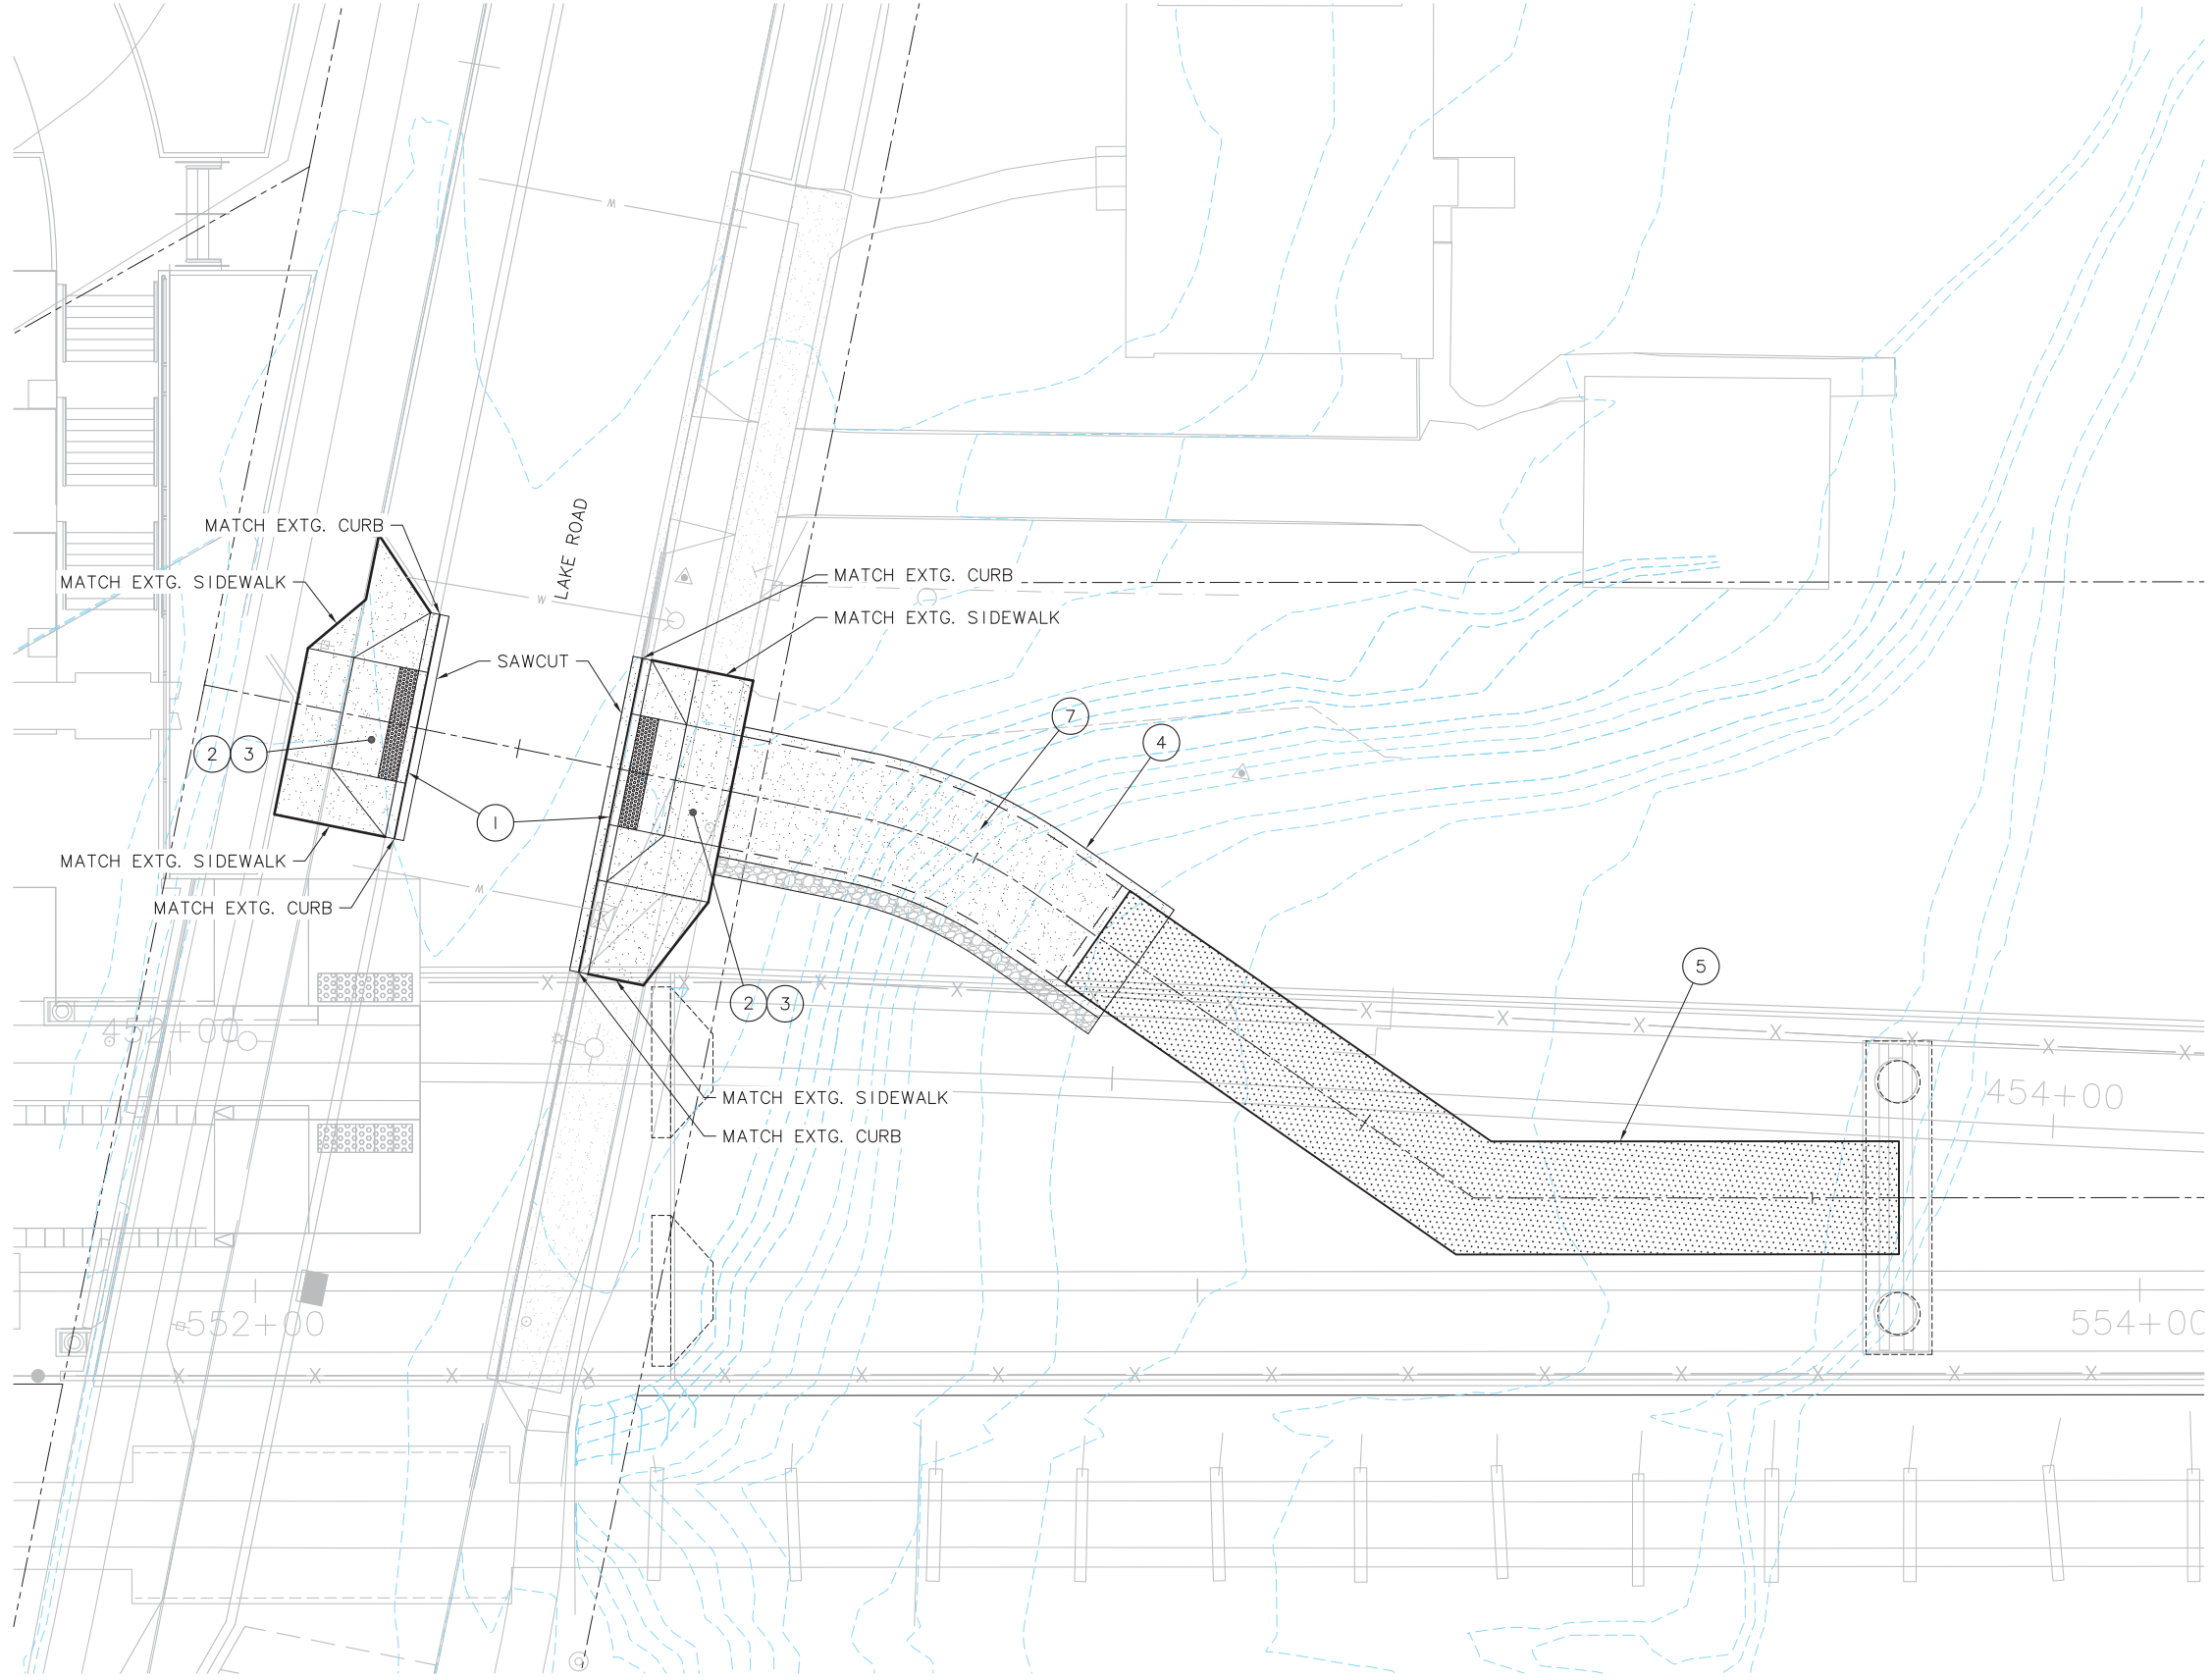 W
MATCH EXTG. CURB
LAKE ROAD
MATCH EXTG. SIDEWALK
MATCH EXTG. CURB
W
MATCH EXTG. SIDEWALK
SAWCUT
7
4
2 3
1
MATCH EXTG. SIDEWALK
W
MATCH EXTG. CURB
5
2 3
X X X X X X X X X X X
452+00
454+00
MATCH EXTG. SIDEWALK
MATCH EXTG. CURB
552+00
554+00
X X X X X X X X X X X X X X X